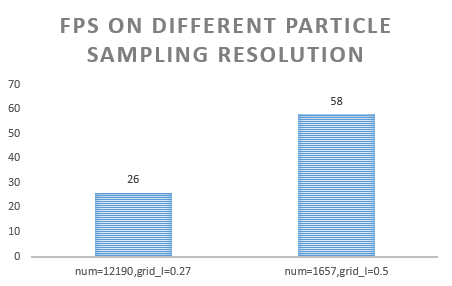 FPS ON DIFFERENT PARTICLE
SAMPLING RESOLUTION
70
60
50
40
30
20
10
0
26
58
num=12190,grid_l=0.27
num=1657,grid_l=0.5